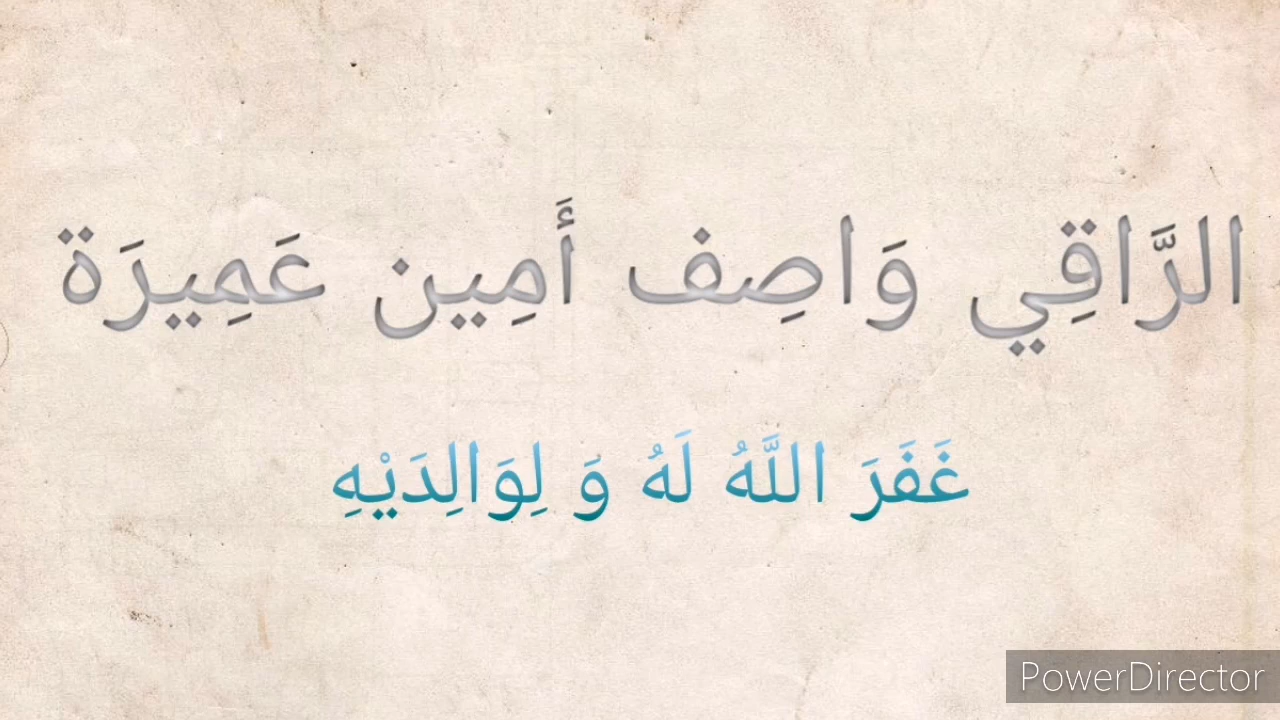 الرَّاقِي وَاصِف أَمِين عَمِيرَة
غَفَرَ اللَّهُ لَهُ وَ لِوَالِدَيْهِ
PowerDirector